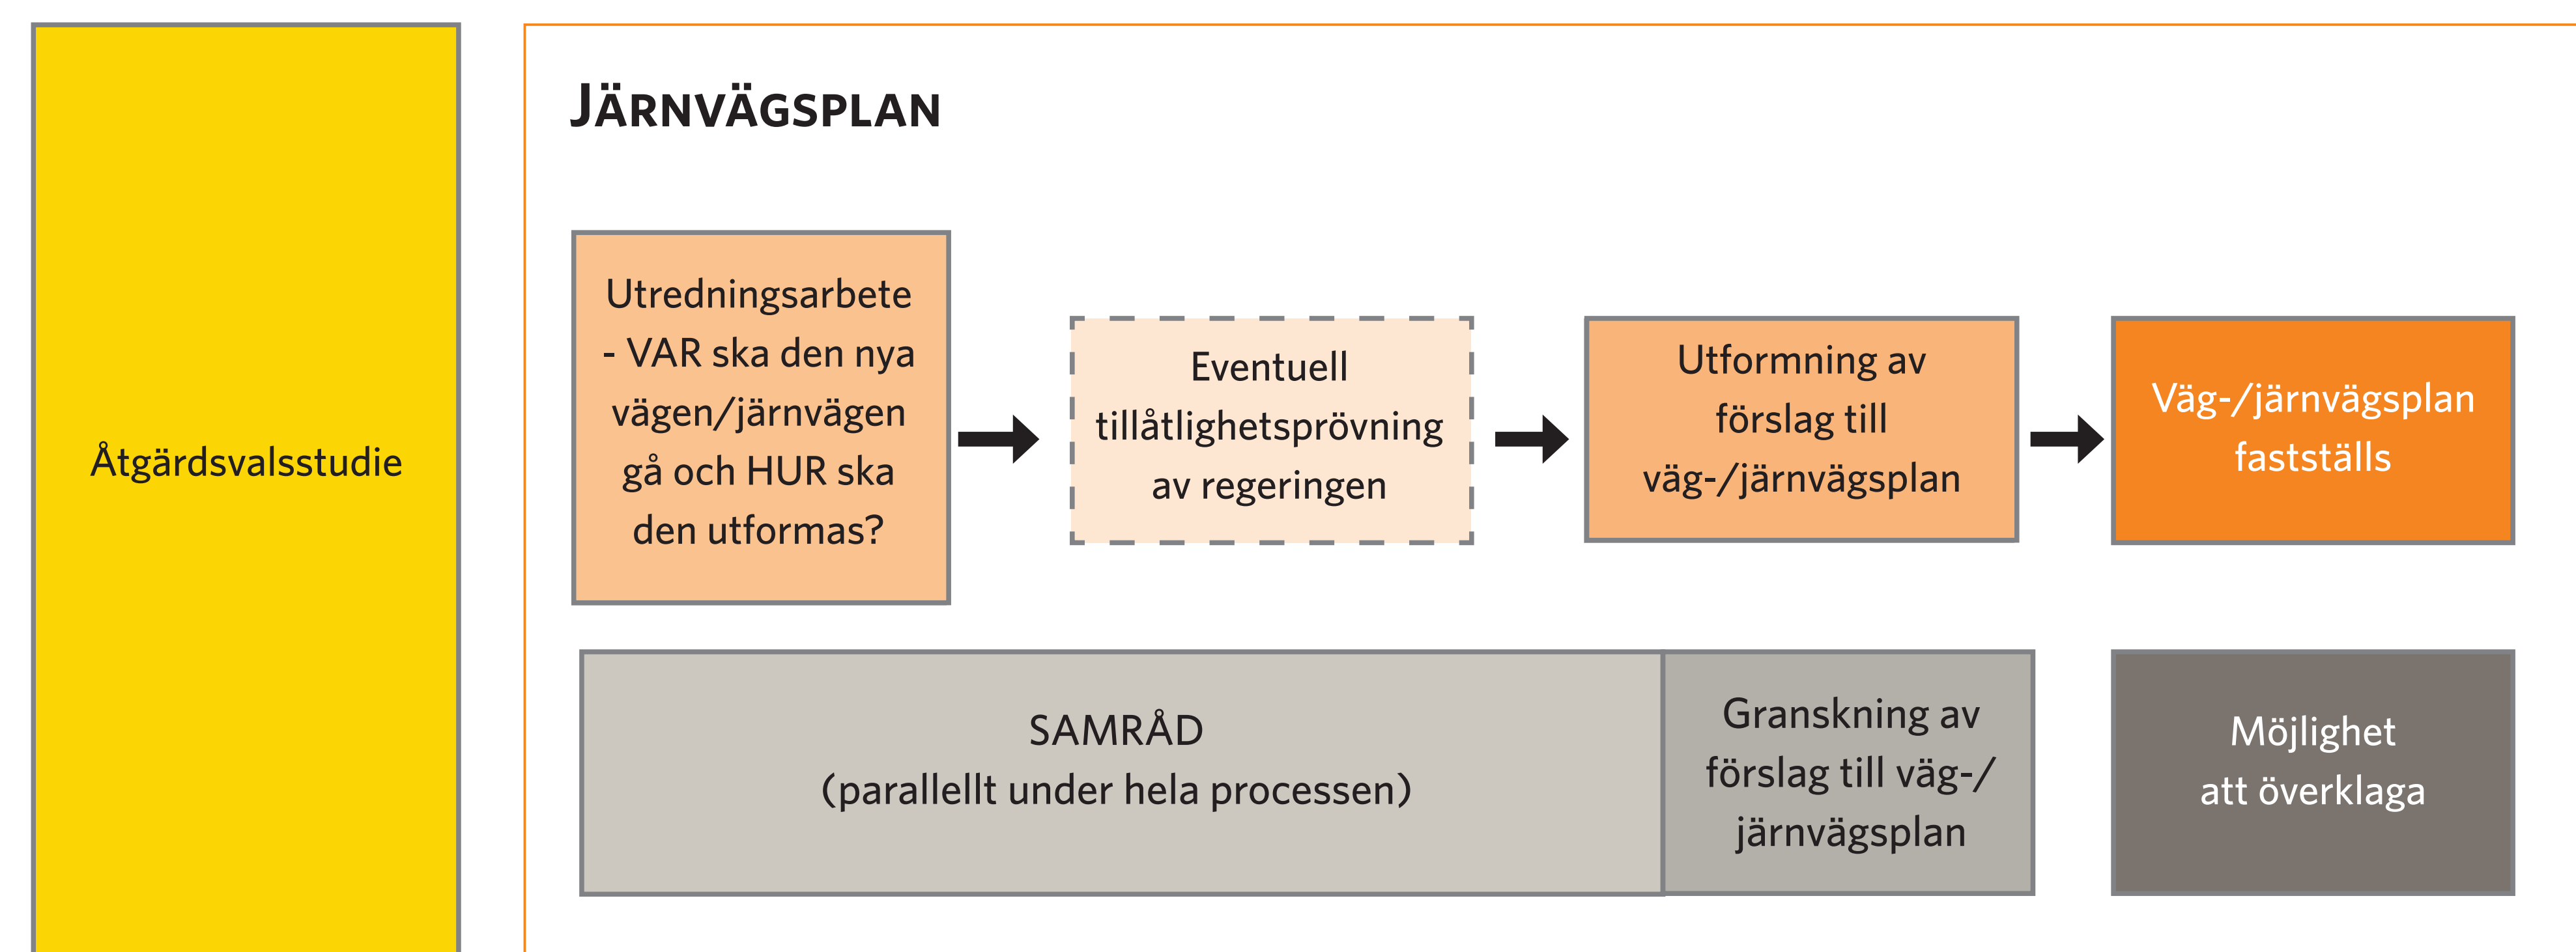 Åtgärdsvalsstudie
JÄRNVÄGSPLAN
Utredningsarbete
- VAR ska den nya
vägen/järnvägen
gå och HUR ska
den utformas?
Eventuell
tillåtlighetsprövning
av regeringen
Utformning av
förslag till
väg-/järnvägsplan
Väg-/järnvägsplan
fastställs
SAMRÅD
(parallellt under hela processen)
Granskning av
förslag till väg-/
järnvägsplan
Möjlighet
att överklaga